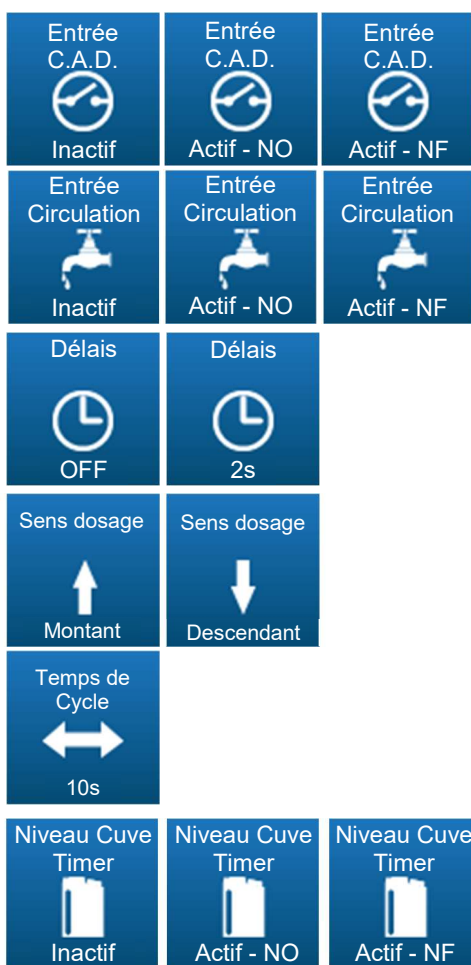 Entrée
C.A.D.
Inactif
Entrée
C.A.D.
Actif - NO
Entrée
C.A.D.
Actif - NF
Entrée
Circulation
Inactif
Entrée
Circulation
Actif - NO
Entrée
Circulation
Actif - NF
Délais
OFF
Délais
2s
Sens dosage
Montant
Sens dosage
Descendant
Temps de
Cycle
10s
Niveau Cuve
Timer
Inactif
Niveau Cuve
Timer
Actif - NO
Niveau Cuve
Timer
Actif - NF